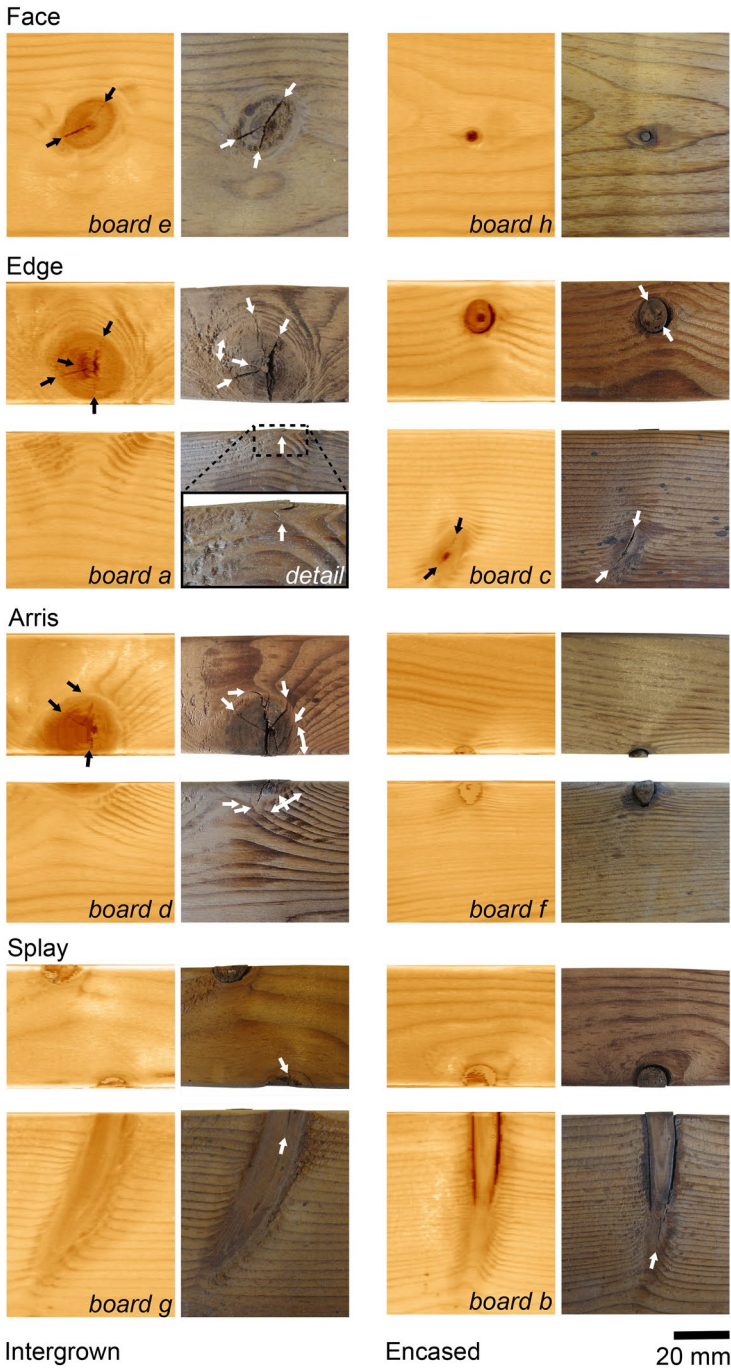 Face
board e
board h
Edge
board a
detail
board c
Arris
board d
board f
Splay
board g
board b
Intergrown
Encased
20 mm